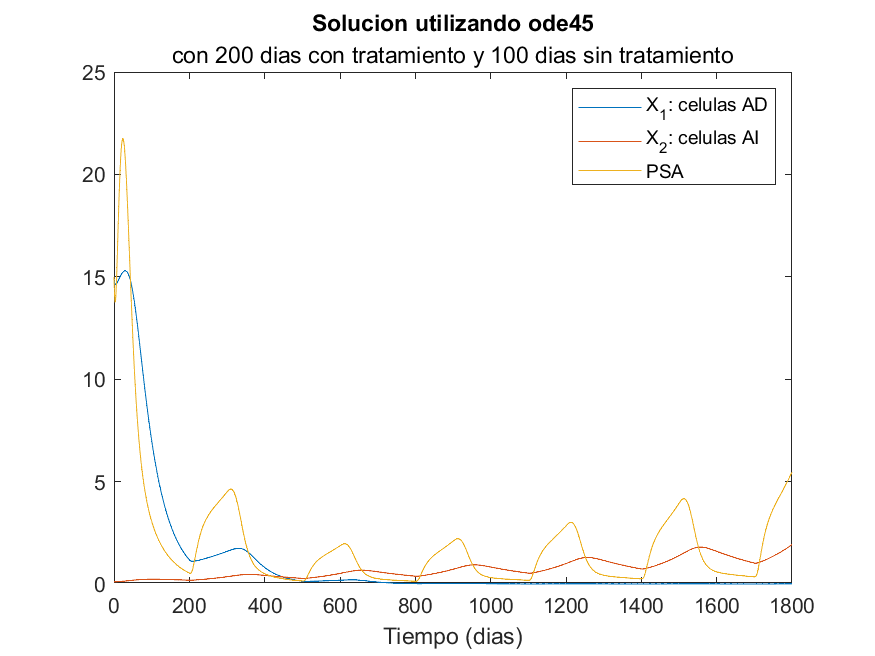 Solucion utilizando ode45
con 200 dias con tratamiento y 100 dias sin tratamiento
25
X₁: celulas AD
X₂: celulas AI
PSA
20
15
10
5
0
0 200 400 600 800 1000 1200 1400 1600 1800
Tiempo (dias)